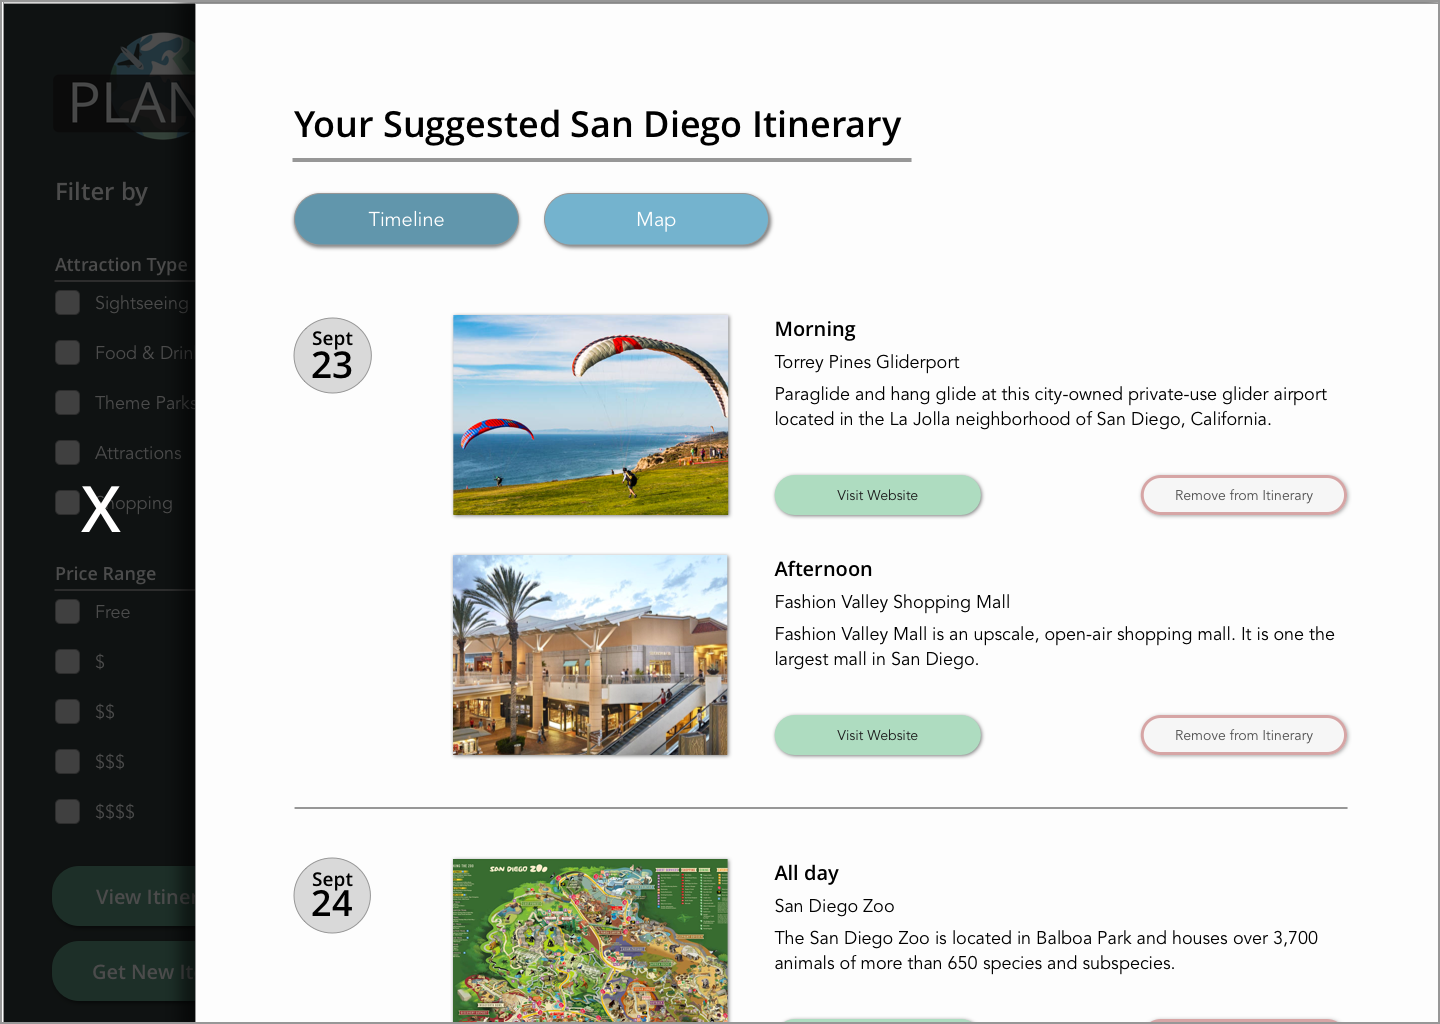 PLAN
Filter by
Attraction Type
Sightseeing
Food & Drin
Theme Parks
Attractions
hopping
X
Price Range
Free
$
$$
$$$
$$$$
View Itiner
Get New It
Your Suggested San Diego Itinerary
Timeline
Map
Sept
23
Morning
Torrey Pines Gliderport
Paraglide and hang glide at this city-owned private-use glider airport
located in the La Jolla neighborhood of San Diego, California.
Visit Website
Remove from Itinerary
Afternoon
Fashion Valley Shopping Mall
Fashion Valley Mall is an upscale, open-air shopping mall. It is one the
largest mall in San Diego.
Visit Website
Remove from Itinerary
Sept
24
SAN DIEGO ZOO
All day
San Diego Zoo
The San Diego Zoo is located in Balboa Park and houses over 3,700
animals of more than 650 species and subspecies.